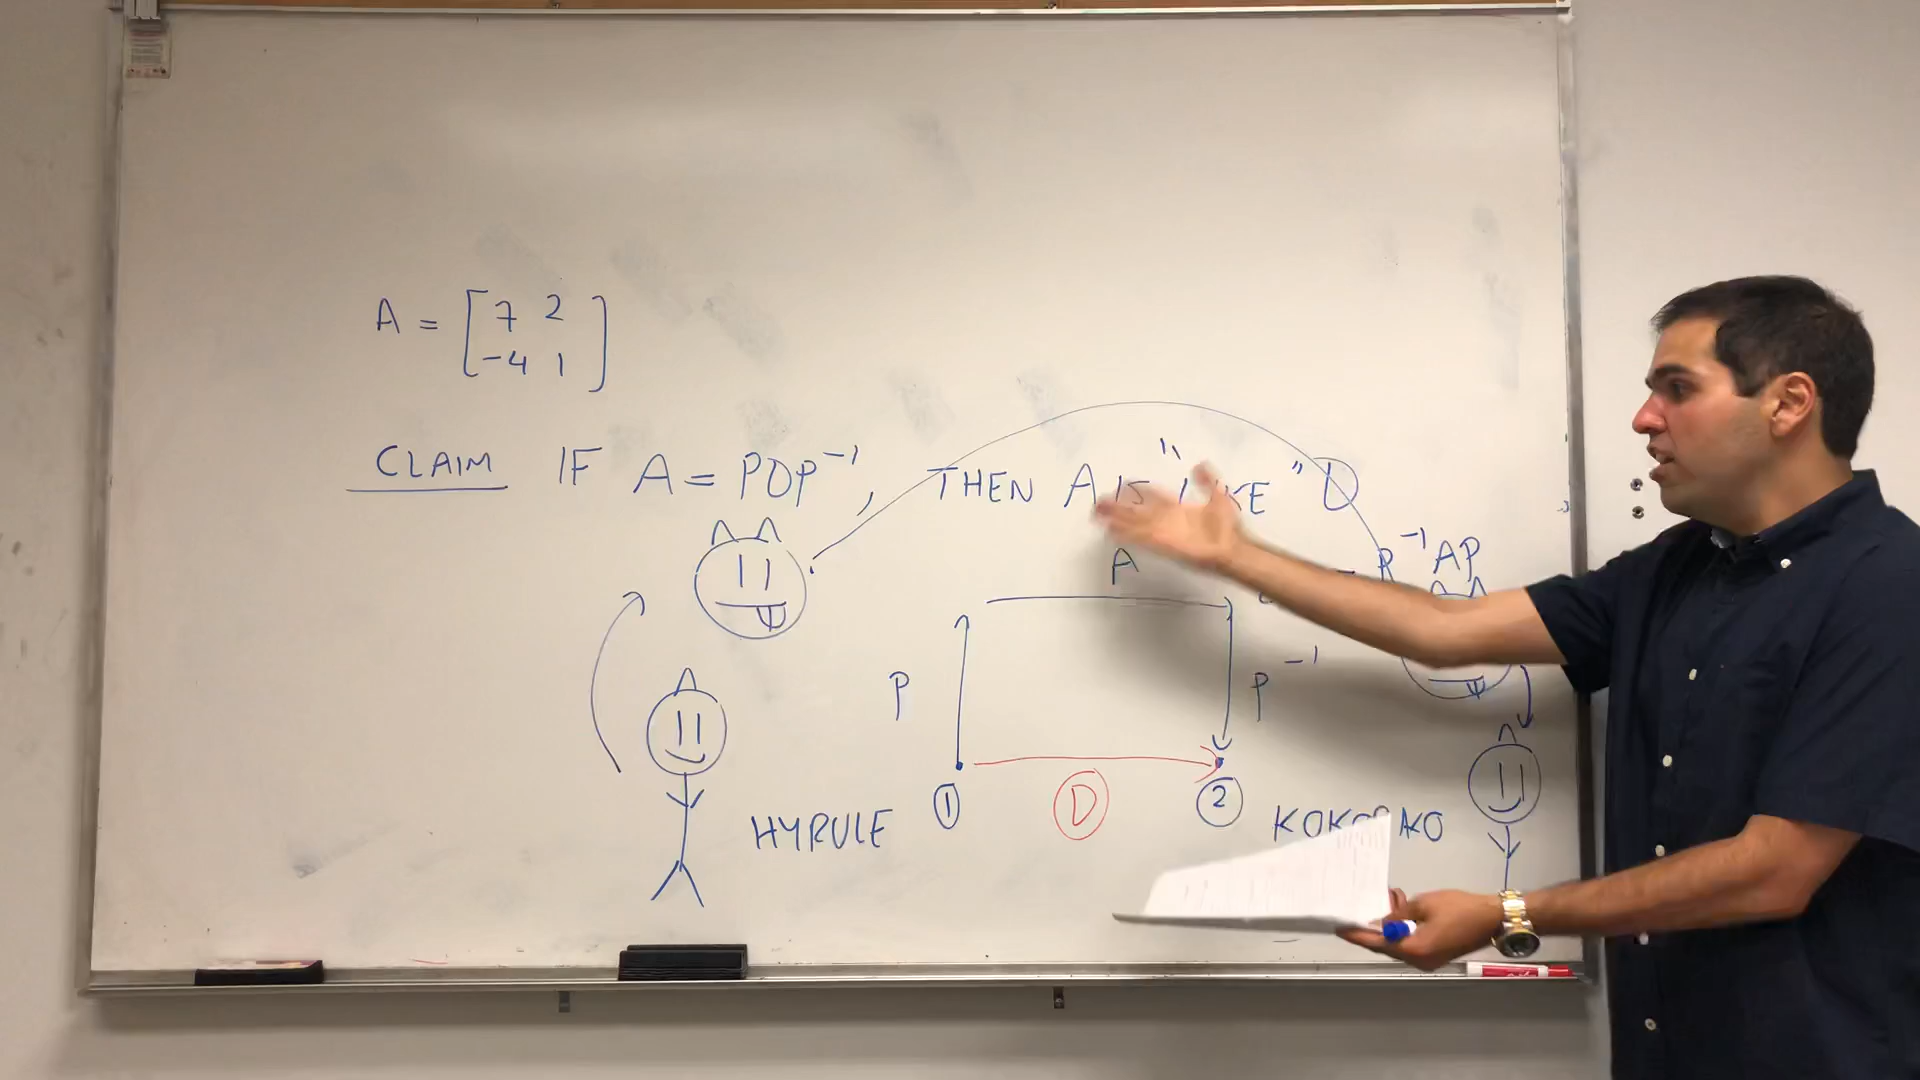 A = [7 2
-4 1]
CLAIM IF A = PDP⁻¹, THEN A IS "LIKE" D
A
P⁻¹AP
P
P⁻¹
① D ②
HYRULE